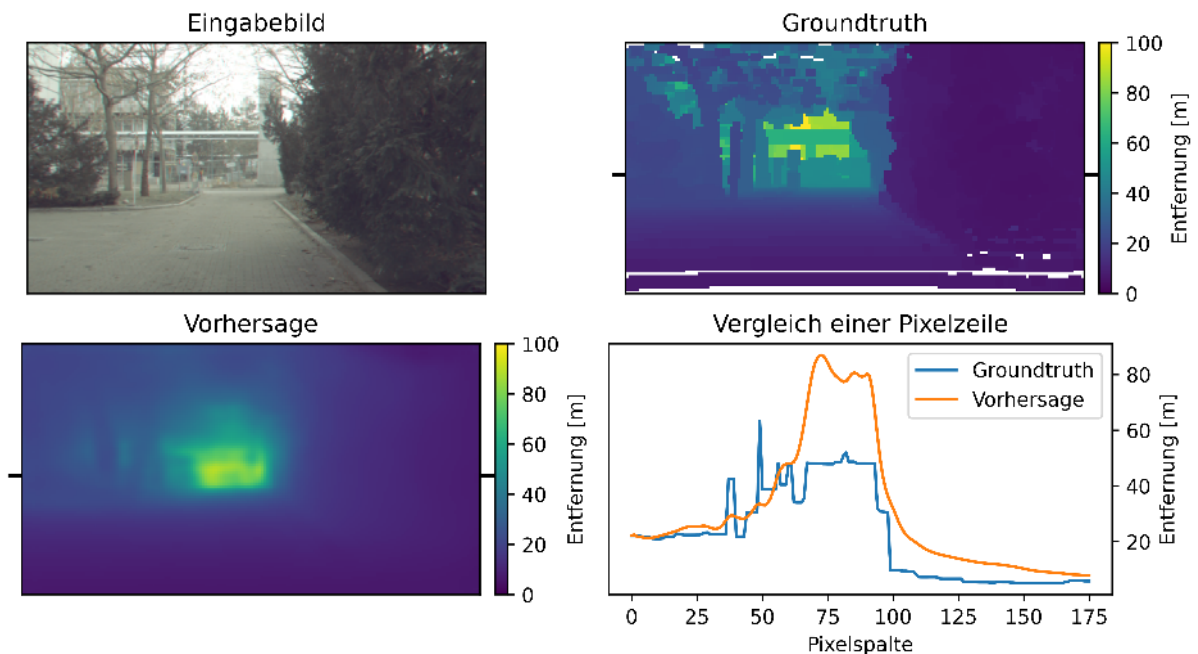 Eingabebild
Groundtruth
100
80
60
40
20
0
Entfernung [m]
Vorhersage
100
80
60
40
20
0
Entfernung [m]
Vergleich einer Pixelzeile
Groundtruth
Vorhersage
80
60
40
20
Entfernung [m]
0 25 50 75 100 125 150 175
Pixelspalte